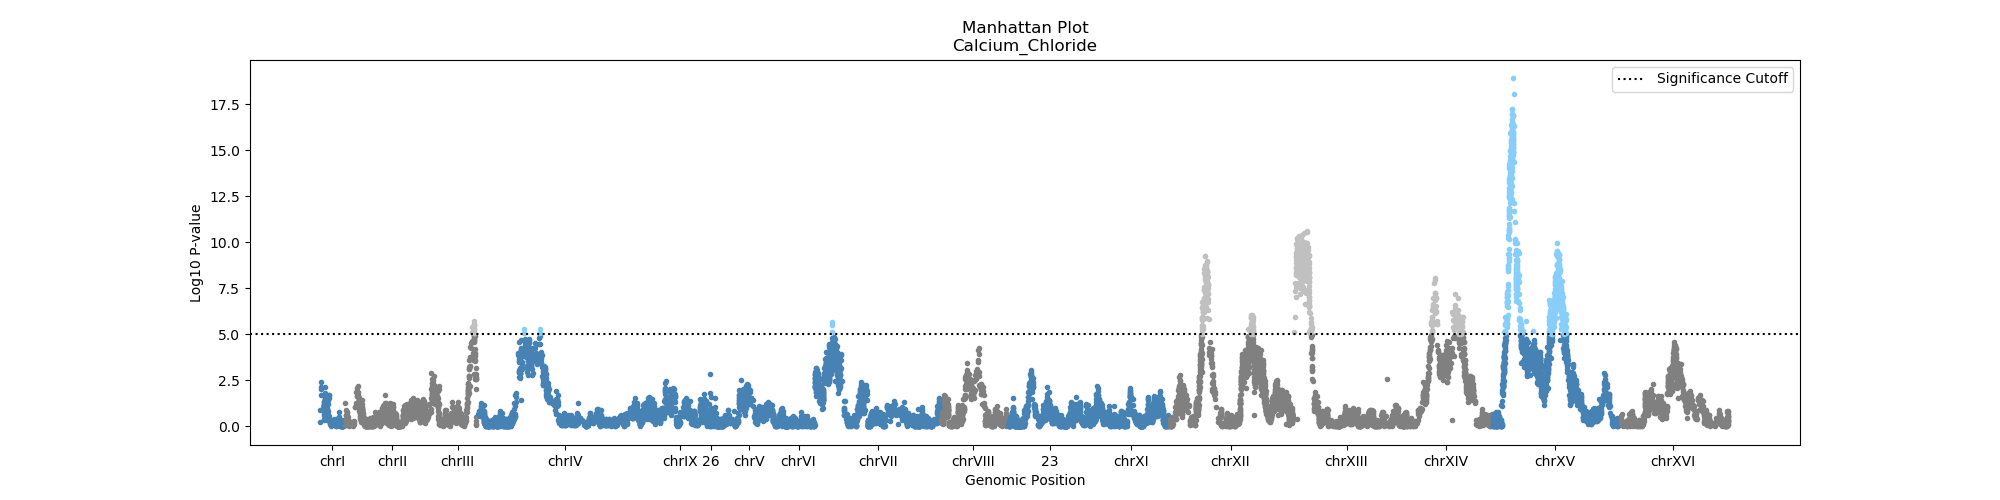 Manhattan Plot
Calcium_Chloride
Significance Cutoff
17.5
15.0
12.5
10.0
7.5
5.0
2.5
0.0
Log10 P-value
chrI chrII chrIII chrIV chrIX 26 chrV chrVI chrVII chrVIII 23 chrXI chrXII chrXIII chrXIV chrXV chrXVI
Genomic Position